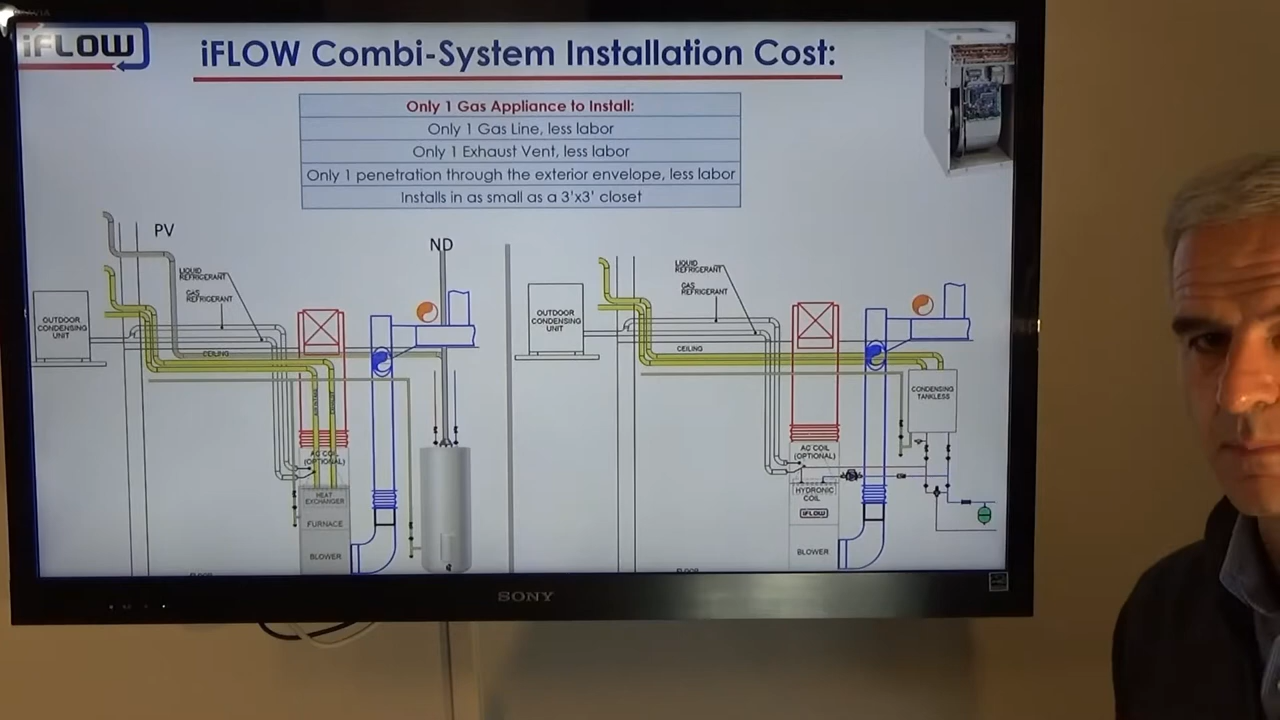 iFLOW
iFLOW Combi-System Installation Cost:
Only 1 Gas Appliance to Install:
Only 1 Gas Line, less labor
Only 1 Exhaust Vent, less labor
Only 1 penetration through the exterior envelope, less labor
Installs in as small as a 3'x3' closet
PV
ND
LIQUID
REFRIGERANT
GAS
REFRIGERANT
OUTDOOR
CONDENSING
UNIT
CEILING
AC COIL
(OPTIONAL)
HEAT
EXCHANGER
FURNACE
BLOWER
LIQUID
REFRIGERANT
GAS
REFRIGERANT
OUTDOOR
CONDENSING
UNIT
CEILING
CONDENSING
TANKLESS
AC COIL
(OPTIONAL)
HYDRONIC
COIL
iFLOW
BLOWER
SONY